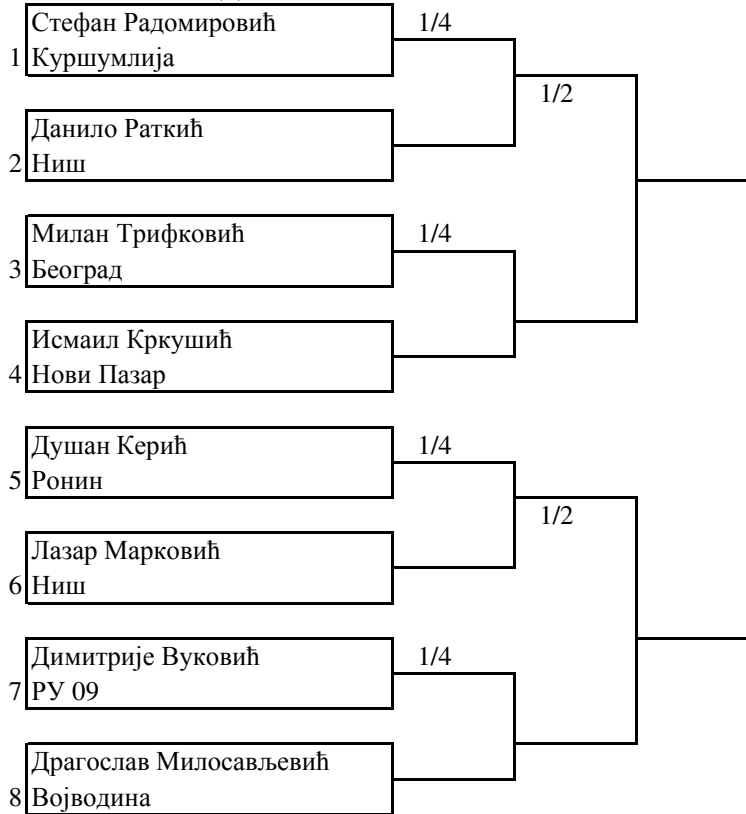 Стефан Радомировић
1/4
1 Куршумлија
1/2
Данило Раткић
2 Ниш
Милан Трифковић
1/4
3 Београд
Исмаил Кркушић
4 Нови Пазар
Душан Керић
1/4
5 Ронин
1/2
Лазар Марковић
6 Ниш
Димитрије Вуковић
1/4
7 РУ 09
Драгослав Милосављевић
8 Војводина